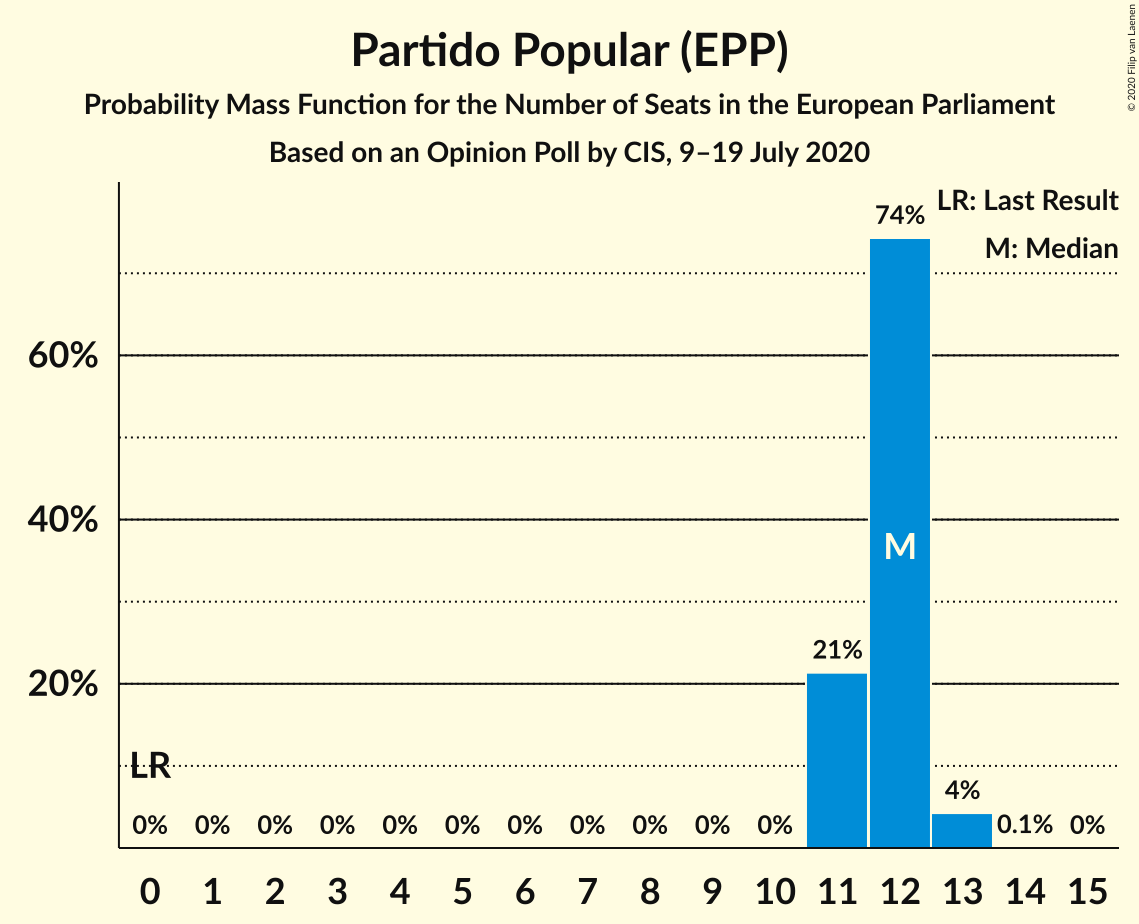 Partido Popular (EPP)
Probability Mass Function for the Number of Seats in the European Parliament
Based on an Opinion Poll by CIS, 9–19 July 2020
© 2020 Filip van Laenen
LR: Last Result
M: Median
74%
60%
40%
M
21%
20%
LR
4%
0% 0% 0% 0% 0% 0% 0% 0% 0% 0% 0% 0.1% 0%
0 1 2 3 4 5 6 7 8 9 10 11 12 13 14 15